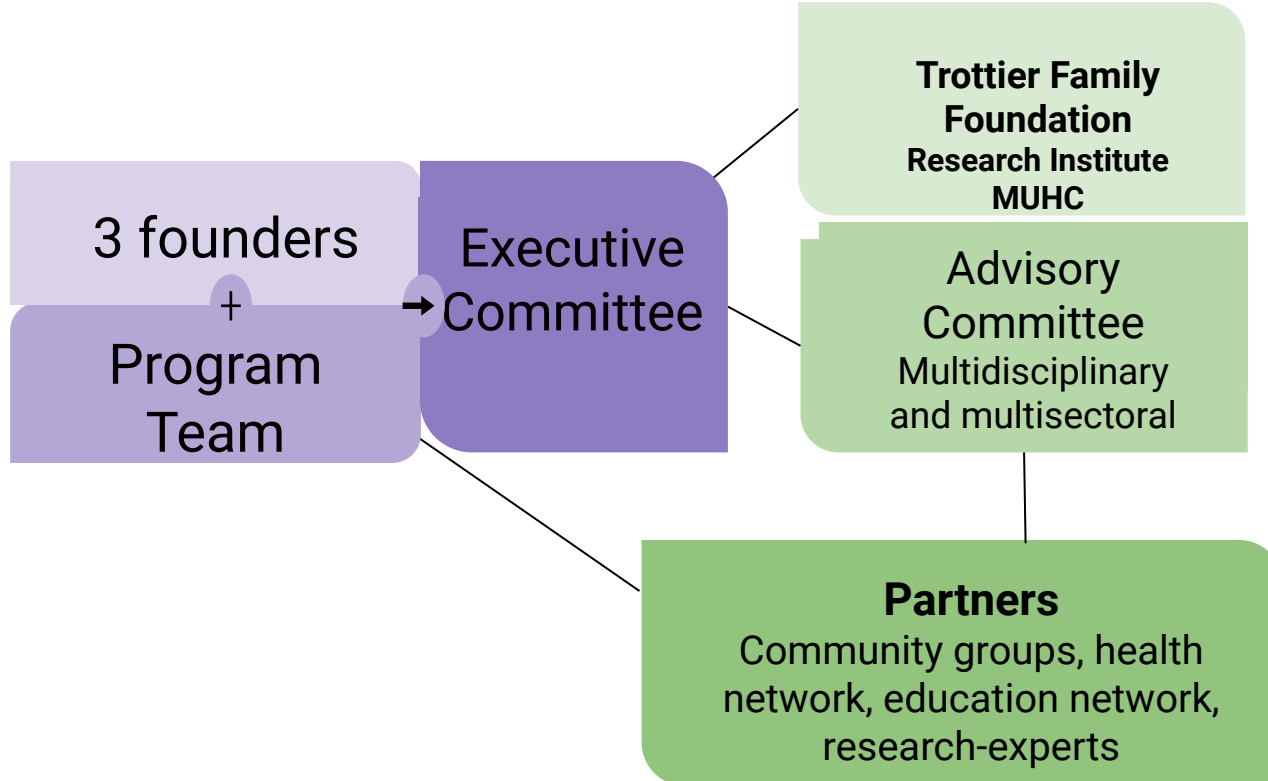 3 founders
+
Program
Team
Executive
Committee
Trottier Family
Foundation
Research Institute
MUHC
Advisory
Committee
Multidisciplinary
and multisectoral
Partners
Community groups, health
network, education network,
research-experts